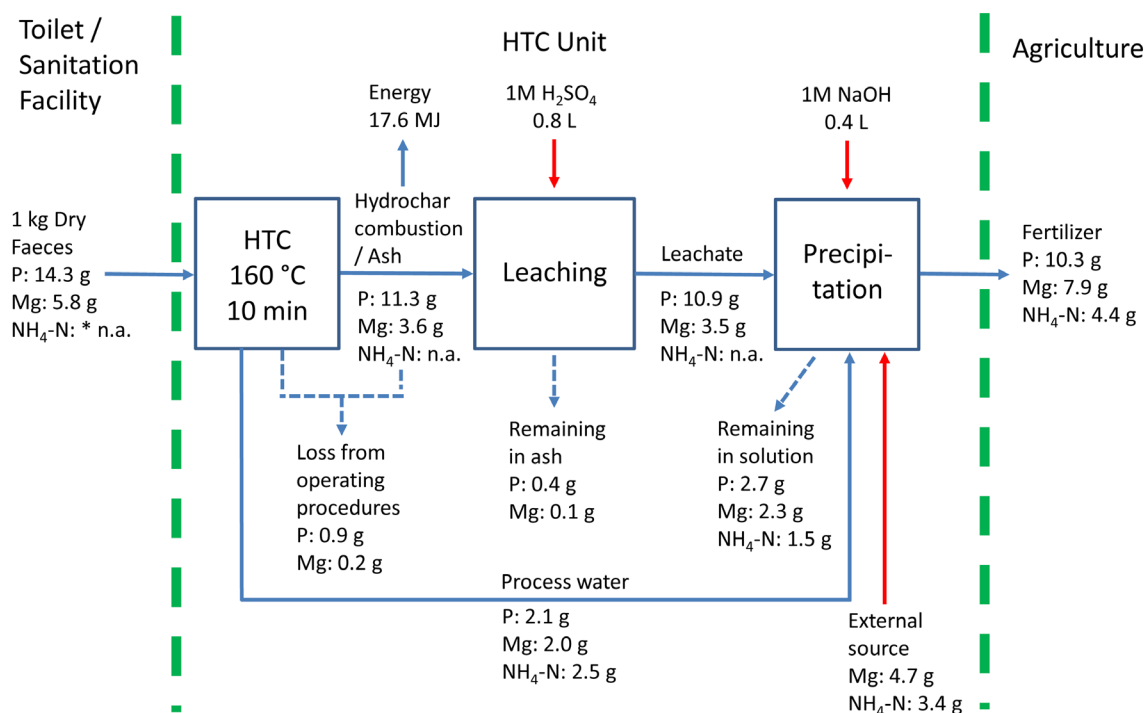 Toilet /
Sanitation
Facility
HTC Unit
Agriculture
Energy
17.6 MJ
1M H₂SO₄
0.8 L
1M NaOH
0.4 L
1 kg Dry
Faeces
P: 14.3 g
Mg: 5.8 g
NH₄-N: * n.a.
HTC
160 °C
10 min
Hydrochar
combustion
/ Ash
P: 11.3 g
Mg: 3.6 g
NH₄-N: n.a.
Leaching
Leachate
P: 10.9 g
Mg: 3.5 g
NH₄-N: n.a.
Precipi-
tation
Fertilizer
P: 10.3 g
Mg: 7.9 g
NH₄-N: 4.4 g
Loss from
operating
procedures
P: 0.9 g
Mg: 0.2 g
Remaining
in ash
P: 0.4 g
Mg: 0.1 g
Remaining
in solution
P: 2.7 g
Mg: 2.3 g
NH₄-N: 1.5 g
Process water
P: 2.1 g
Mg: 2.0 g
NH₄-N: 2.5 g
External
source
Mg: 4.7 g
NH₄-N: 3.4 g